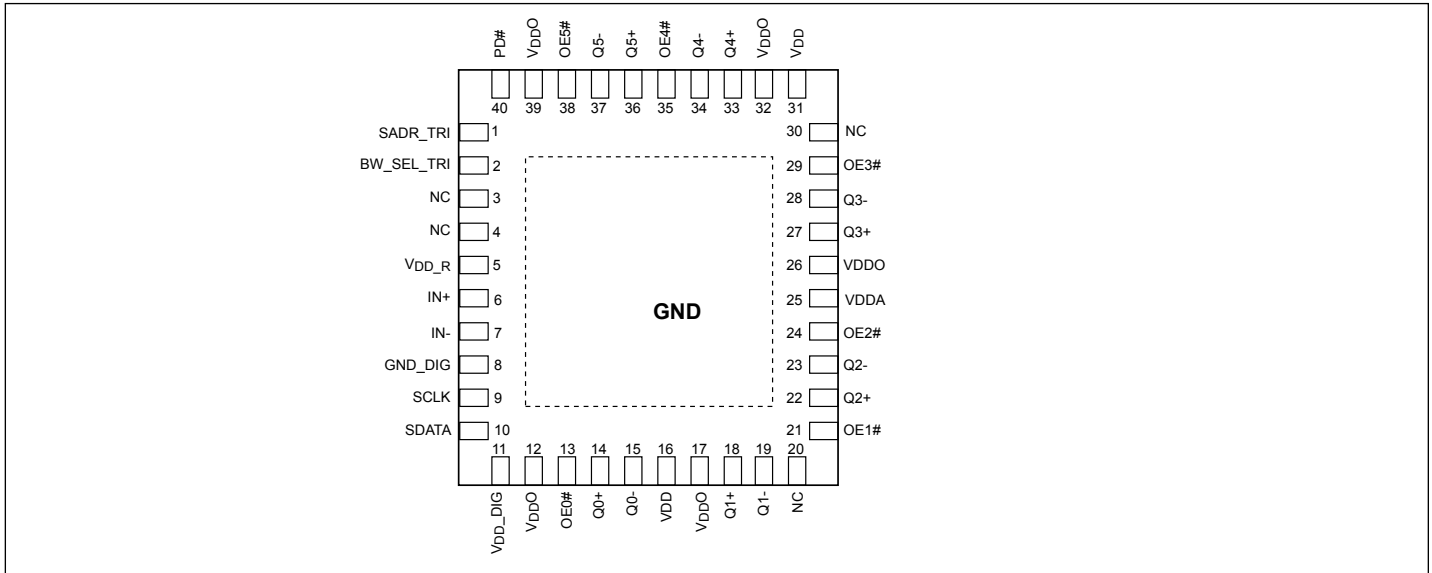 PD#
VDDO
OE5#
Q5-
Q5+
OE4#
Q4-
Q4+
VDDO
VDD
40 39 38 37 36 35 34 33 32 31
SADR_TRI 1 30 NC
BW_SEL_TRI 2 29 OE3#
NC 3 28 Q3-
NC 4 27 Q3+
VDD_R 5 26 VDDO
IN+ 6 25 VDDA
GND
IN- 7 24 OE2#
GND_DIG 8 23 Q2-
SCLK 9 22 Q2+
SDATA 10 21 OE1#
11 12 13 14 15 16 17 18 19 20
VDD_DIG
VDDO
OE0#
Q0+
Q0-
VDD
VDDO
Q1+
Q1-
NC